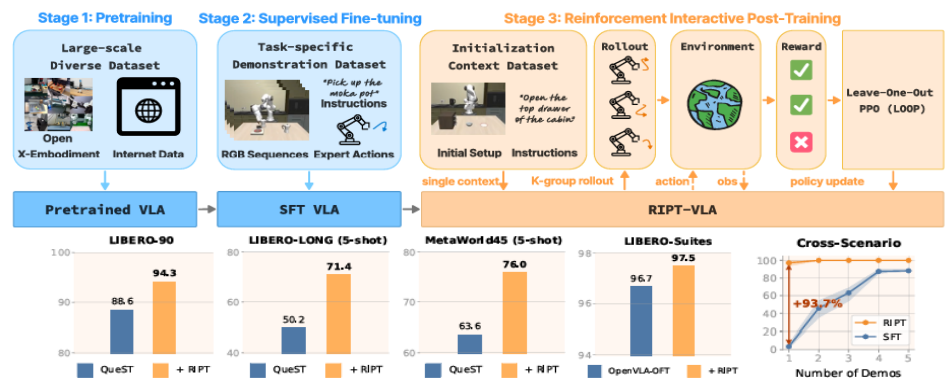 Stage 1: Pretraining
Stage 2: Supervised Fine-tuning
Stage 3: Reinforcement Interactive Post-Training
Large-scale
Diverse Dataset
Open
X-Embodiment
Internet Data
Task-specific
Demonstration Dataset
"Pick up the
moka pot"
Instructions
RGB Sequences
Expert Actions
Initialization
Context Dataset
"Open the
top drawer
of the cabin"
Initial Setup
Instructions
Rollout
Environment
Reward
Leave-One-Out
PPO (LOOP)
single context
K-group rollout
action
obs
policy update
Pretrained VLA
SFT VLA
RIPT-VLA
LIBERO-90
100
90
80
88.6
94.3
QueST
+ RIPT
LIBERO-LONG (5-shot)
80
60
40
50.2
71.4
QueST
+ RIPT
MetaWorld45 (5-shot)
80
70
60
63.6
76.0
QueST
+ RIPT
LIBERO-Suites
98
96
94
96.7
97.5
OpenVLA-OFT
+ RIPT
Cross-Scenario
100
80
60
40
20
0
+93.7%
RIPT
SFT
1 2 3 4 5
Number of Demos